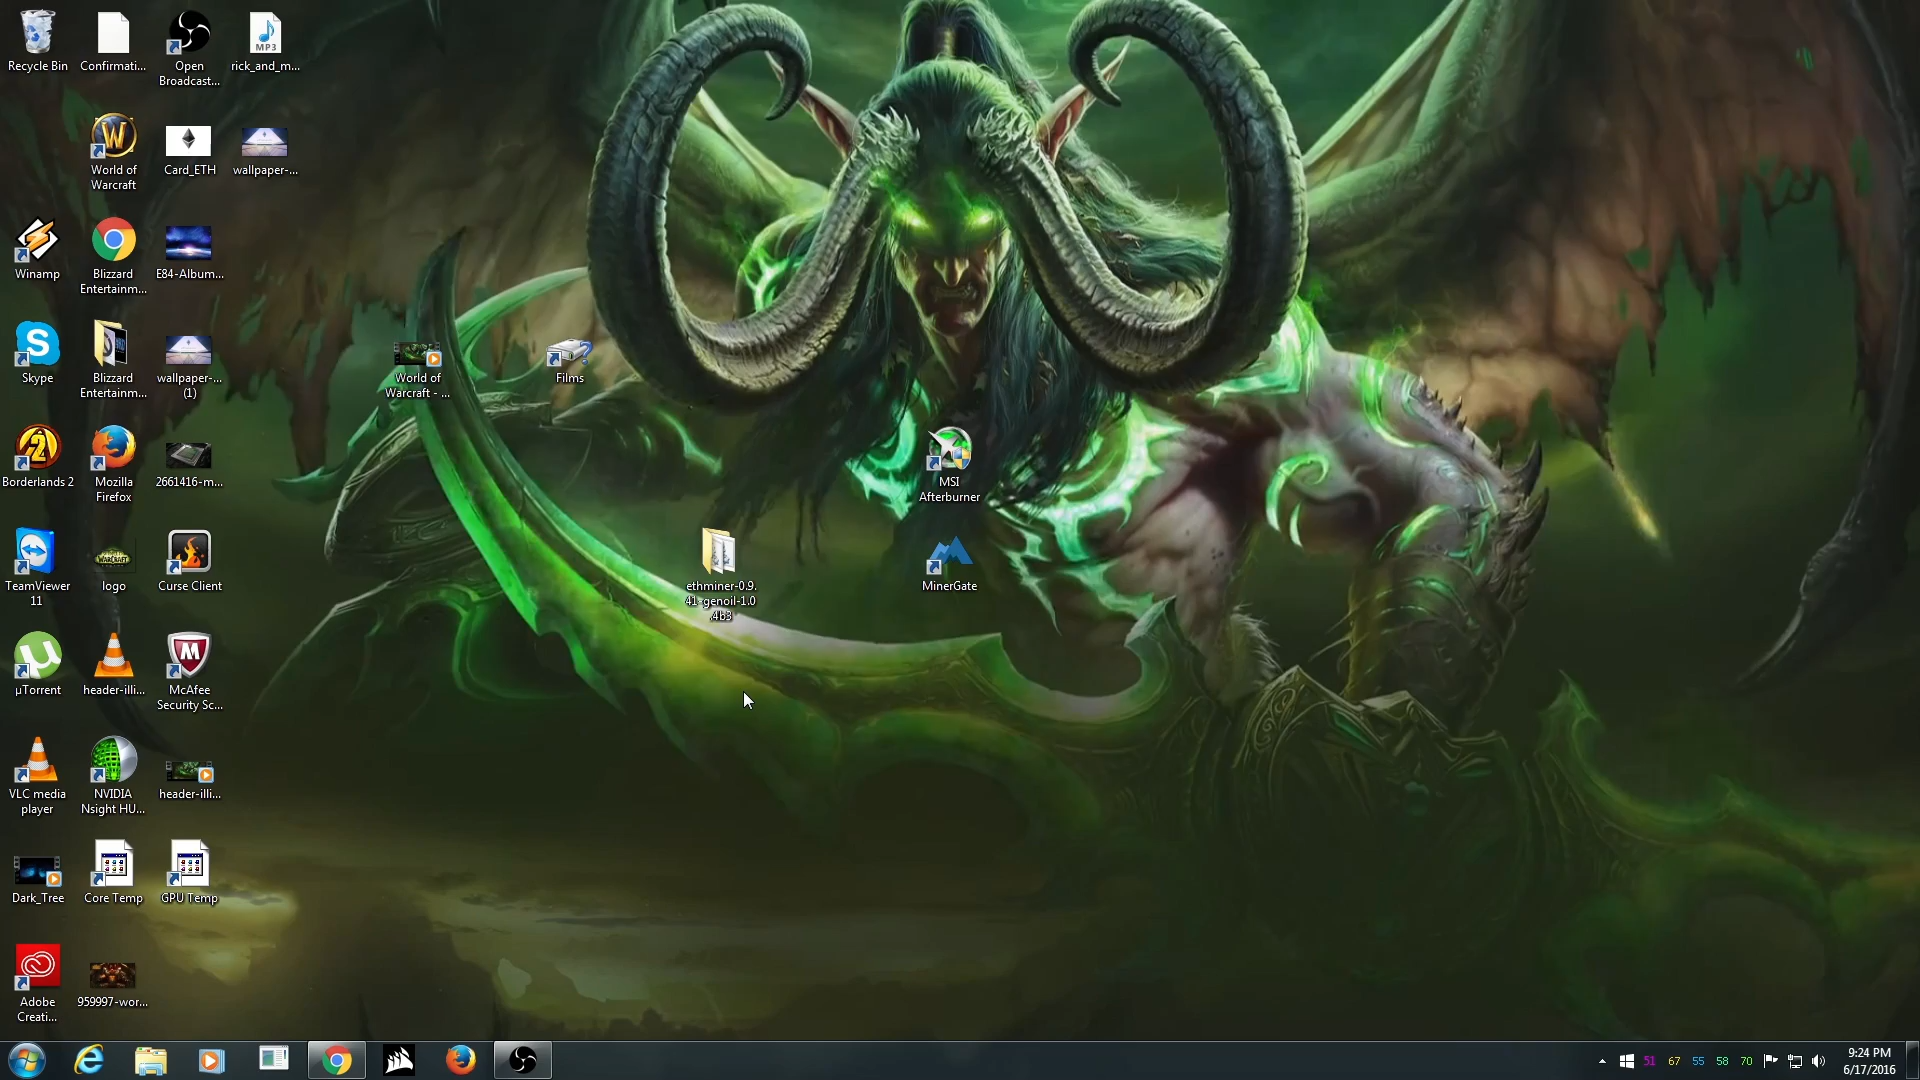 Recycle Bin
Confirmati...
Open
Broadcast...
MP3
rick_and_m...
World of
Warcraft
Card_ETH
wallpaper-...
Winamp
Blizzard
Entertainm...
E84-Album...
Skype
Blizzard
Entertainm...
wallpaper-...
(1)
World of
Warcraft - ...
Films
Borderlands 2
Mozilla
Firefox
2661416-m...
MSI
Afterburner
TeamViewer
11
WARCRAFT
logo
Curse Client
ethminer-0.9.
41-genoil-1.0
.4b3
MinerGate
µTorrent
header-illi...
McAfee
Security Sc...
VLC media
player
NVIDIA
Nsight HU...
header-illi...
Dark_Tree
Core Temp
GPU Temp
Adobe
Creati...
959997-wor...
51 67 55 58 70
9:24 PM
6/17/2016